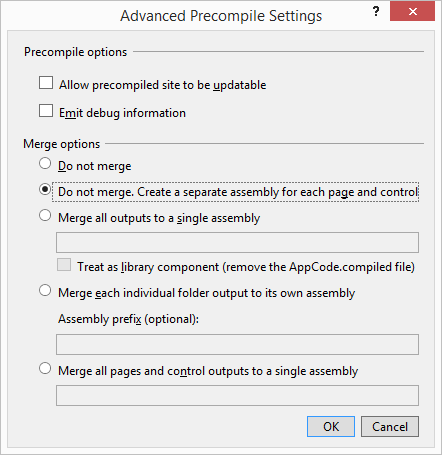 Advanced Precompile Settings
?
Precompile options
Allow precompiled site to be updatable
Emit debug information
Merge options
Do not merge
Do not merge. Create a separate assembly for each page and control
Merge all outputs to a single assembly
Treat as library component (remove the AppCode.compiled file)
Merge each individual folder output to its own assembly
Assembly prefix (optional):
Merge all pages and control outputs to a single assembly
OK
Cancel